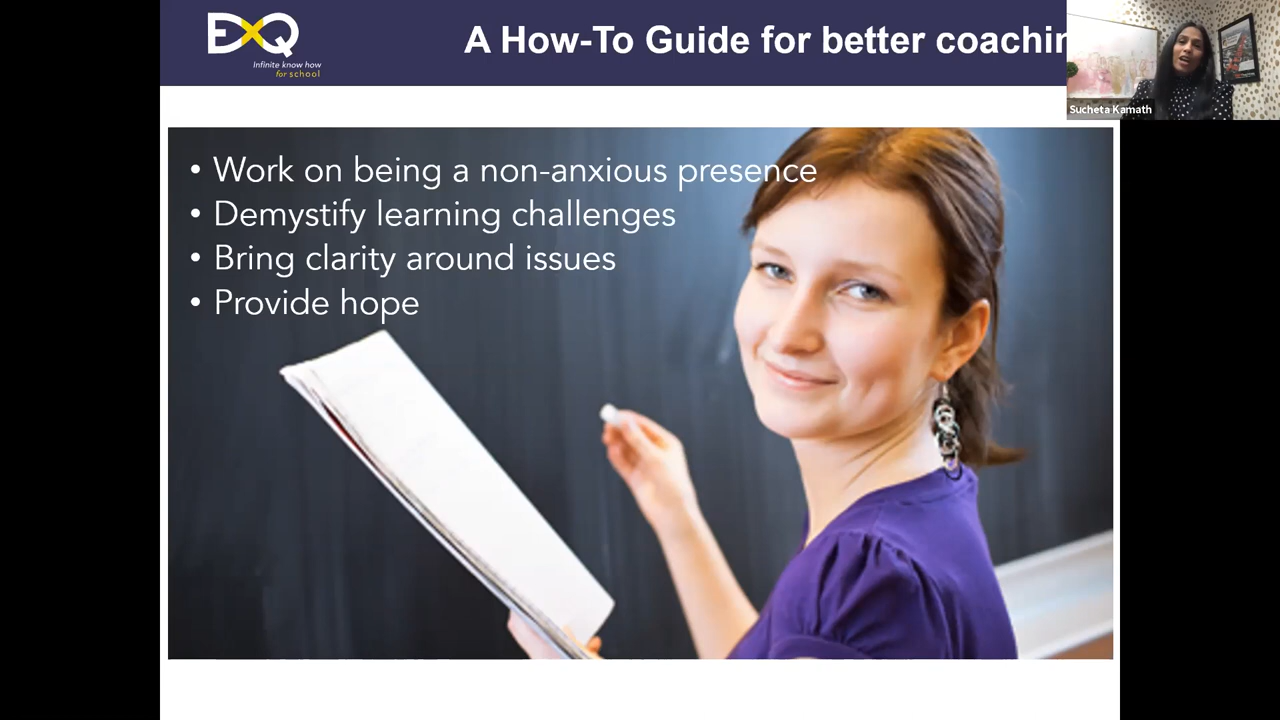 EXQ
Infinite know how
for school
A How-To Guide for better
Sucheta Kamath
• Work on being a non-anxious presence
• Demystify learning challenges
• Bring clarity around issues
• Provide hope